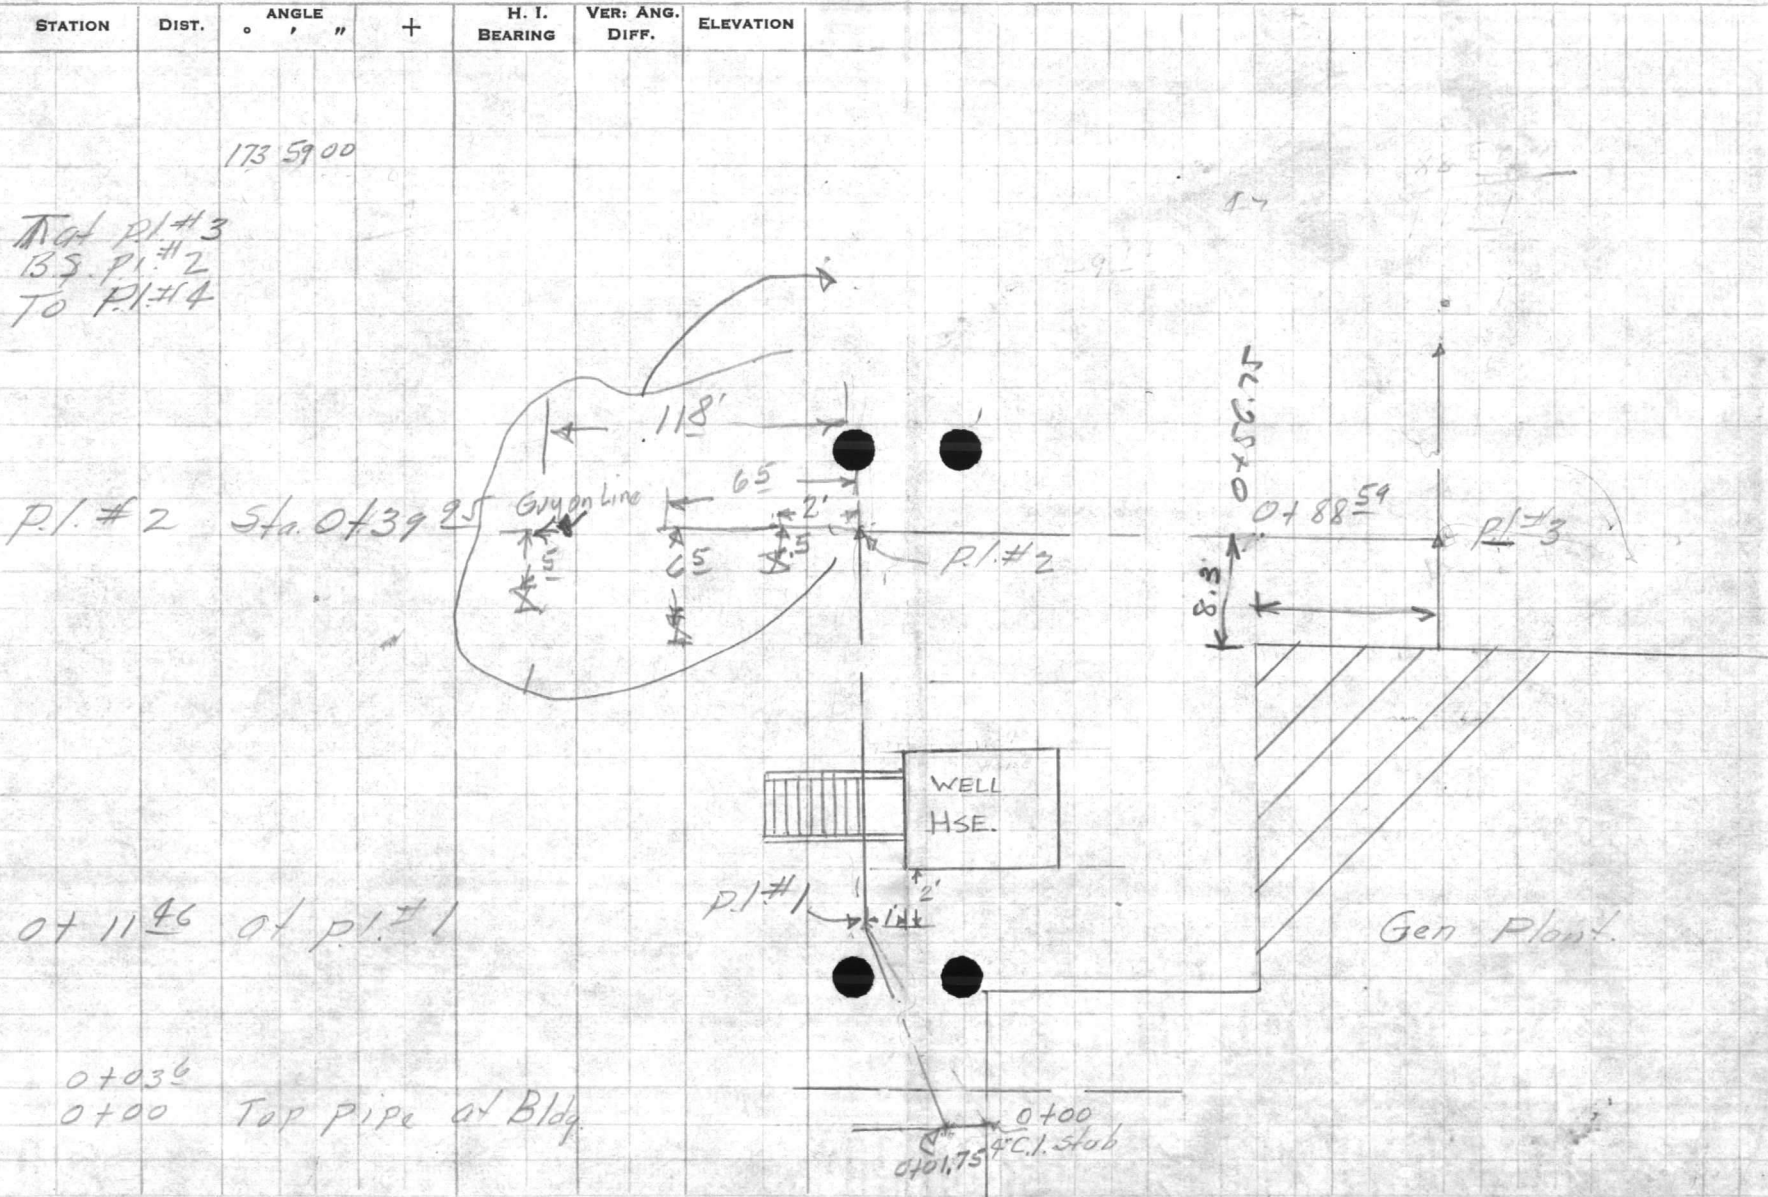 STATION DIST. ANGLE ° ' " + H. I. BEARING VER: ANG. DIFF. ELEVATION
173 59 00
⊼ at P.I. #3
B.S. P.I. #2
To P.I. #4
118'
65
2'
Guy on Line
P.I. #2 Sta. 0+39 95
5
65
5
P.I. #2
0+88 59
P.I. #3
8.3'
WELL
HSE.
P.I. #1
2'
1'
0+11 46 at P.I. #1
Gen Plant.
0+03 6
0+00 Top pipe at Bldg.
0+00
4" C.I. Stub
0+01.75